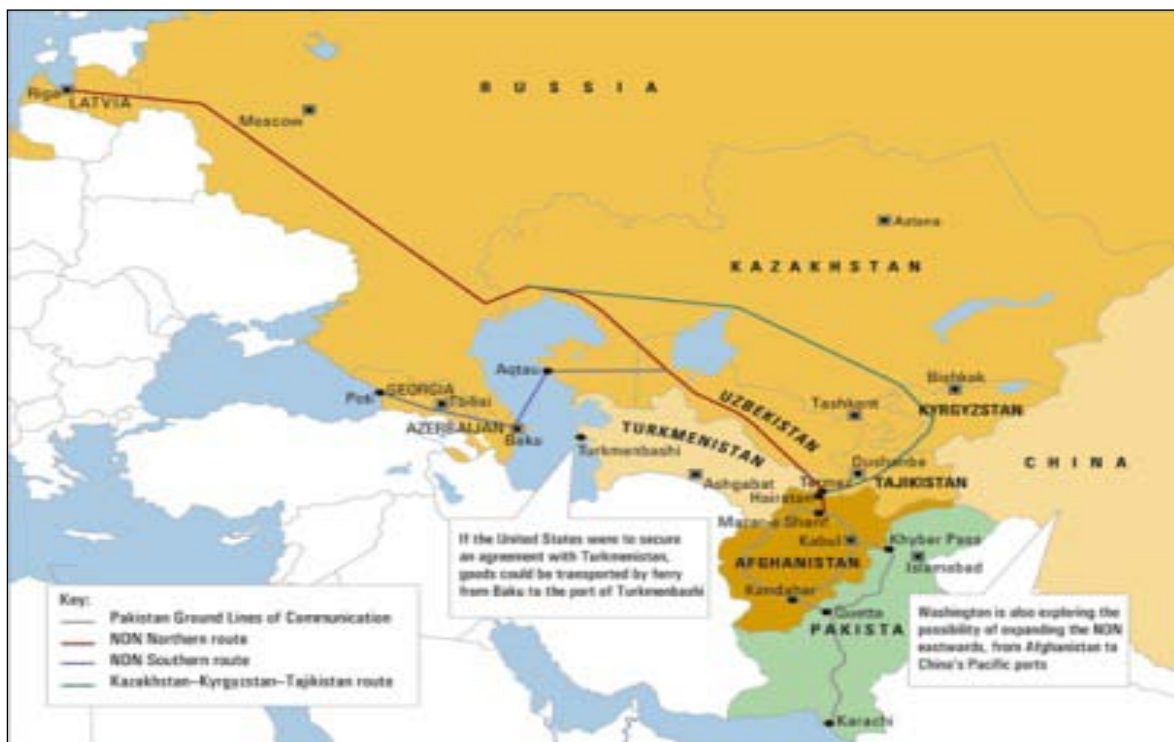 RUSSIA
Riga
LATVIA
Moscow
Astana
KAZAKHSTAN
Aqtau
Bishkek
Poti
GEORGIA
Tbilisi
UZBEKISTAN
Tashkent
KYRGYZSTAN
AZERBAIJAN
Baku
TURKMENISTAN
Turkmenbashi
CHINA
Ashgabat
Dushanbe
Termez
TAJIKISTAN
Hairatan
Mazar-e Sharif
Kabul
Khyber Pass
Islamabad
AFGHANISTAN
Kandahar
Quetta
PAKISTA
Karachi
If the United States were to secure
an agreement with Turkmenistan,
goods could be transported by ferry
from Baku to the port of Turkmenbashi
Washington is also exploring the
possibility of expanding the NDN
eastwards, from Afghanistan to
China's Pacific ports
Key:
Pakistan Ground Lines of Communication
NDN Northern route
NDN Southern route
Kazakhstan–Kyrgyzstan–Tajikistan route